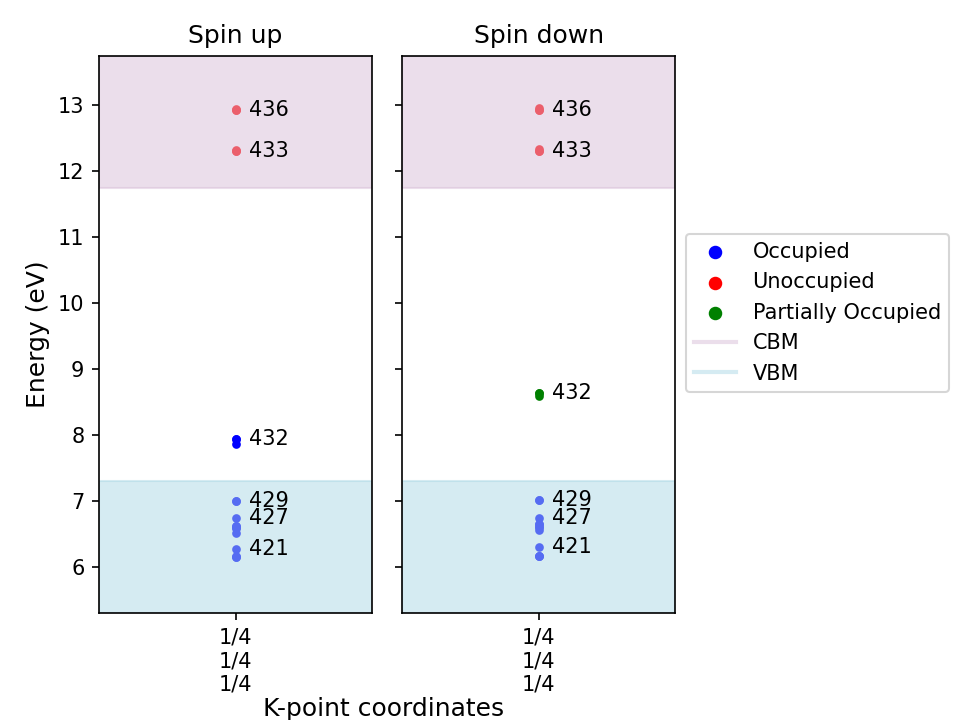 Spin up
Spin down
Energy (eV)
13
12
11
10
9
8
7
6
436
433
432
429
427
421
436
433
432
429
427
421
1/4
1/4
1/4
1/4
1/4
1/4
K-point coordinates
Occupied
Unoccupied
Partially Occupied
CBM
VBM